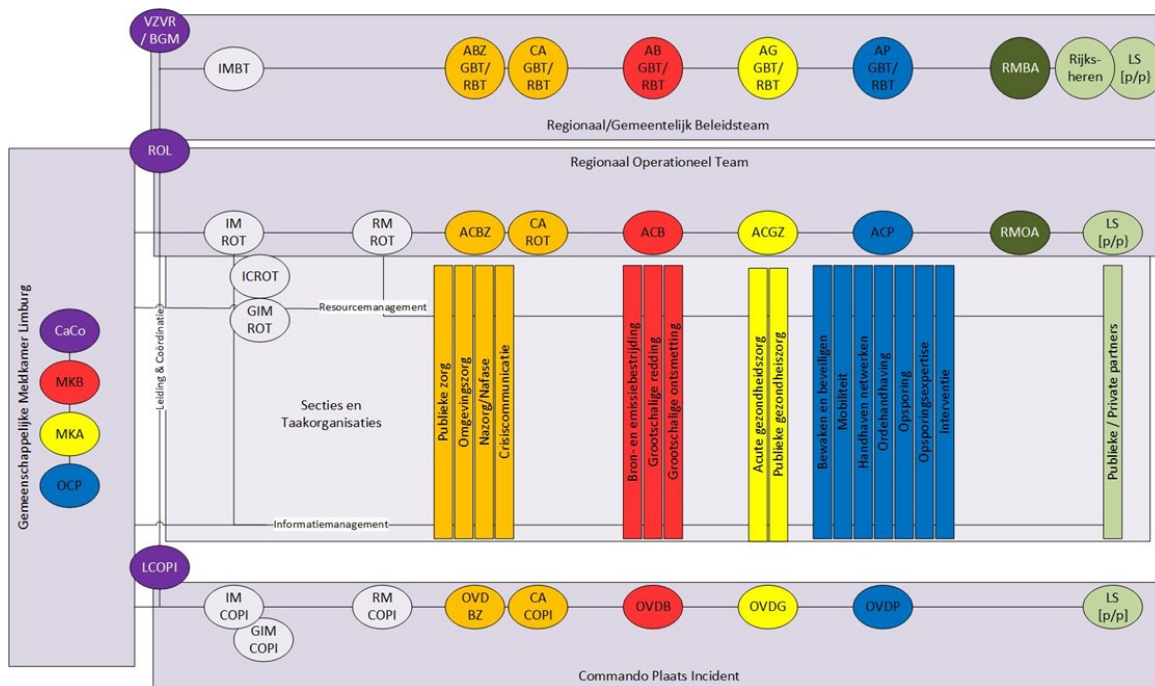 VZVR
/ BGM
IMBT
ABZ
GBT/
RBT
CA
GBT/
RBT
AB
GBT/
RBT
AG
GBT/
RBT
AP
GBT/
RBT
RMBA
Rijks-
heren
LS
[p/p}
Regionaal/Gemeentelijk Beleidsteam
ROL
Regionaal Operationeel Team
IM
ROT
RM
ROT
ACBZ
CA
ROT
ACB
ACGZ
ACP
RMOA
LS
[p/p}
ICROT
GIM
ROT
Resourcemanagement
Gemeenschappelijke Meldkamer Limburg
CaCo
MKB
MKA
OCP
Leiding & Coördinatie
Secties en
Taakorganisaties
Publieke zorg
Omgevingszorg
Nazorg/Nafase
Crisiscommunicatie
Bron- en emissiebestrijding
Grootschalige redding
Grootschalige ontsmetting
Acute gezondheidszorg
Publieke gezondheiszorg
Bewaken en beveiligen
Mobiliteit
Handhaven netwerken
Ordehandhaving
Opsporing
Opsporingsexpertise
Interventie
Publieke / Private partners
Informatiemanagement
LCOPI
IM
COPI
GIM
COPI
RM
COPI
OVD
BZ
CA
COPI
OVDB
OVDG
OVDP
LS
[p/p]
Commando Plaats Incident